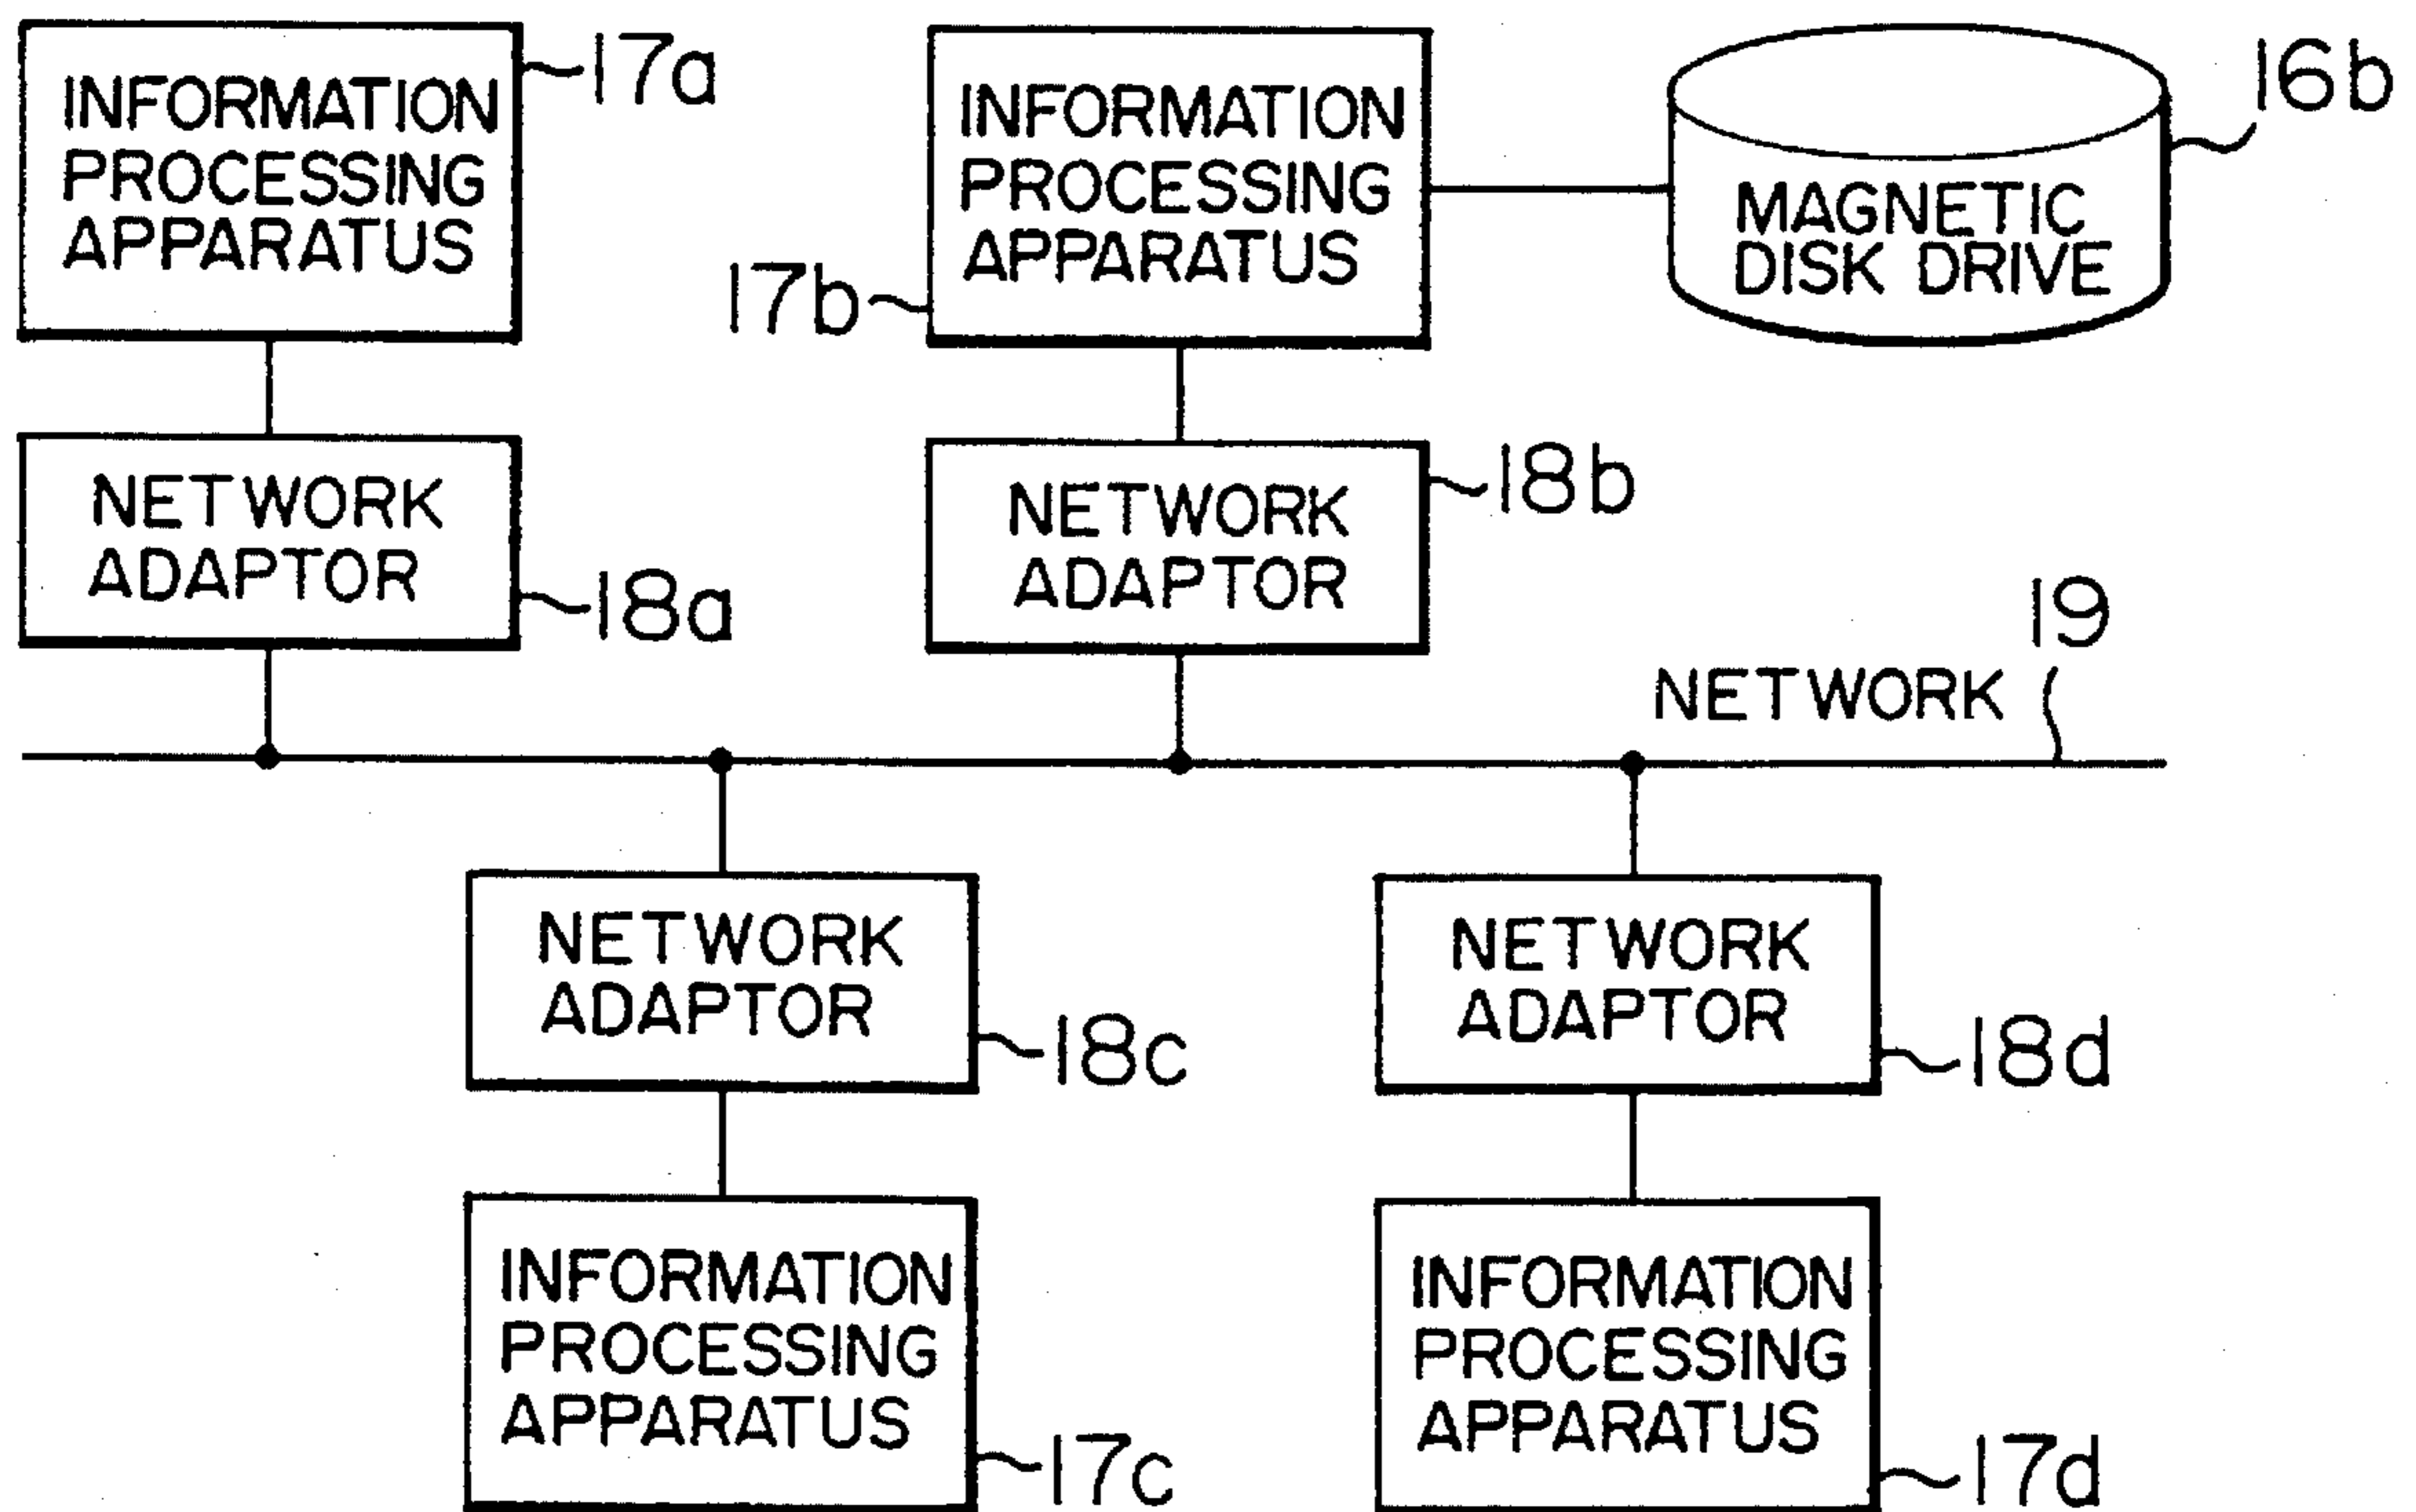 INFORMATION
PROCESSING
APPARATUS
17a
INFORMATION
PROCESSING
APPARATUS
17b
MAGNETIC
DISK DRIVE
16b
NETWORK
ADAPTOR
18a
NETWORK
ADAPTOR
18b
NETWORK
19
NETWORK
ADAPTOR
18c
NETWORK
ADAPTOR
18d
INFORMATION
PROCESSING
APPARATUS
17c
INFORMATION
PROCESSING
APPARATUS
17d